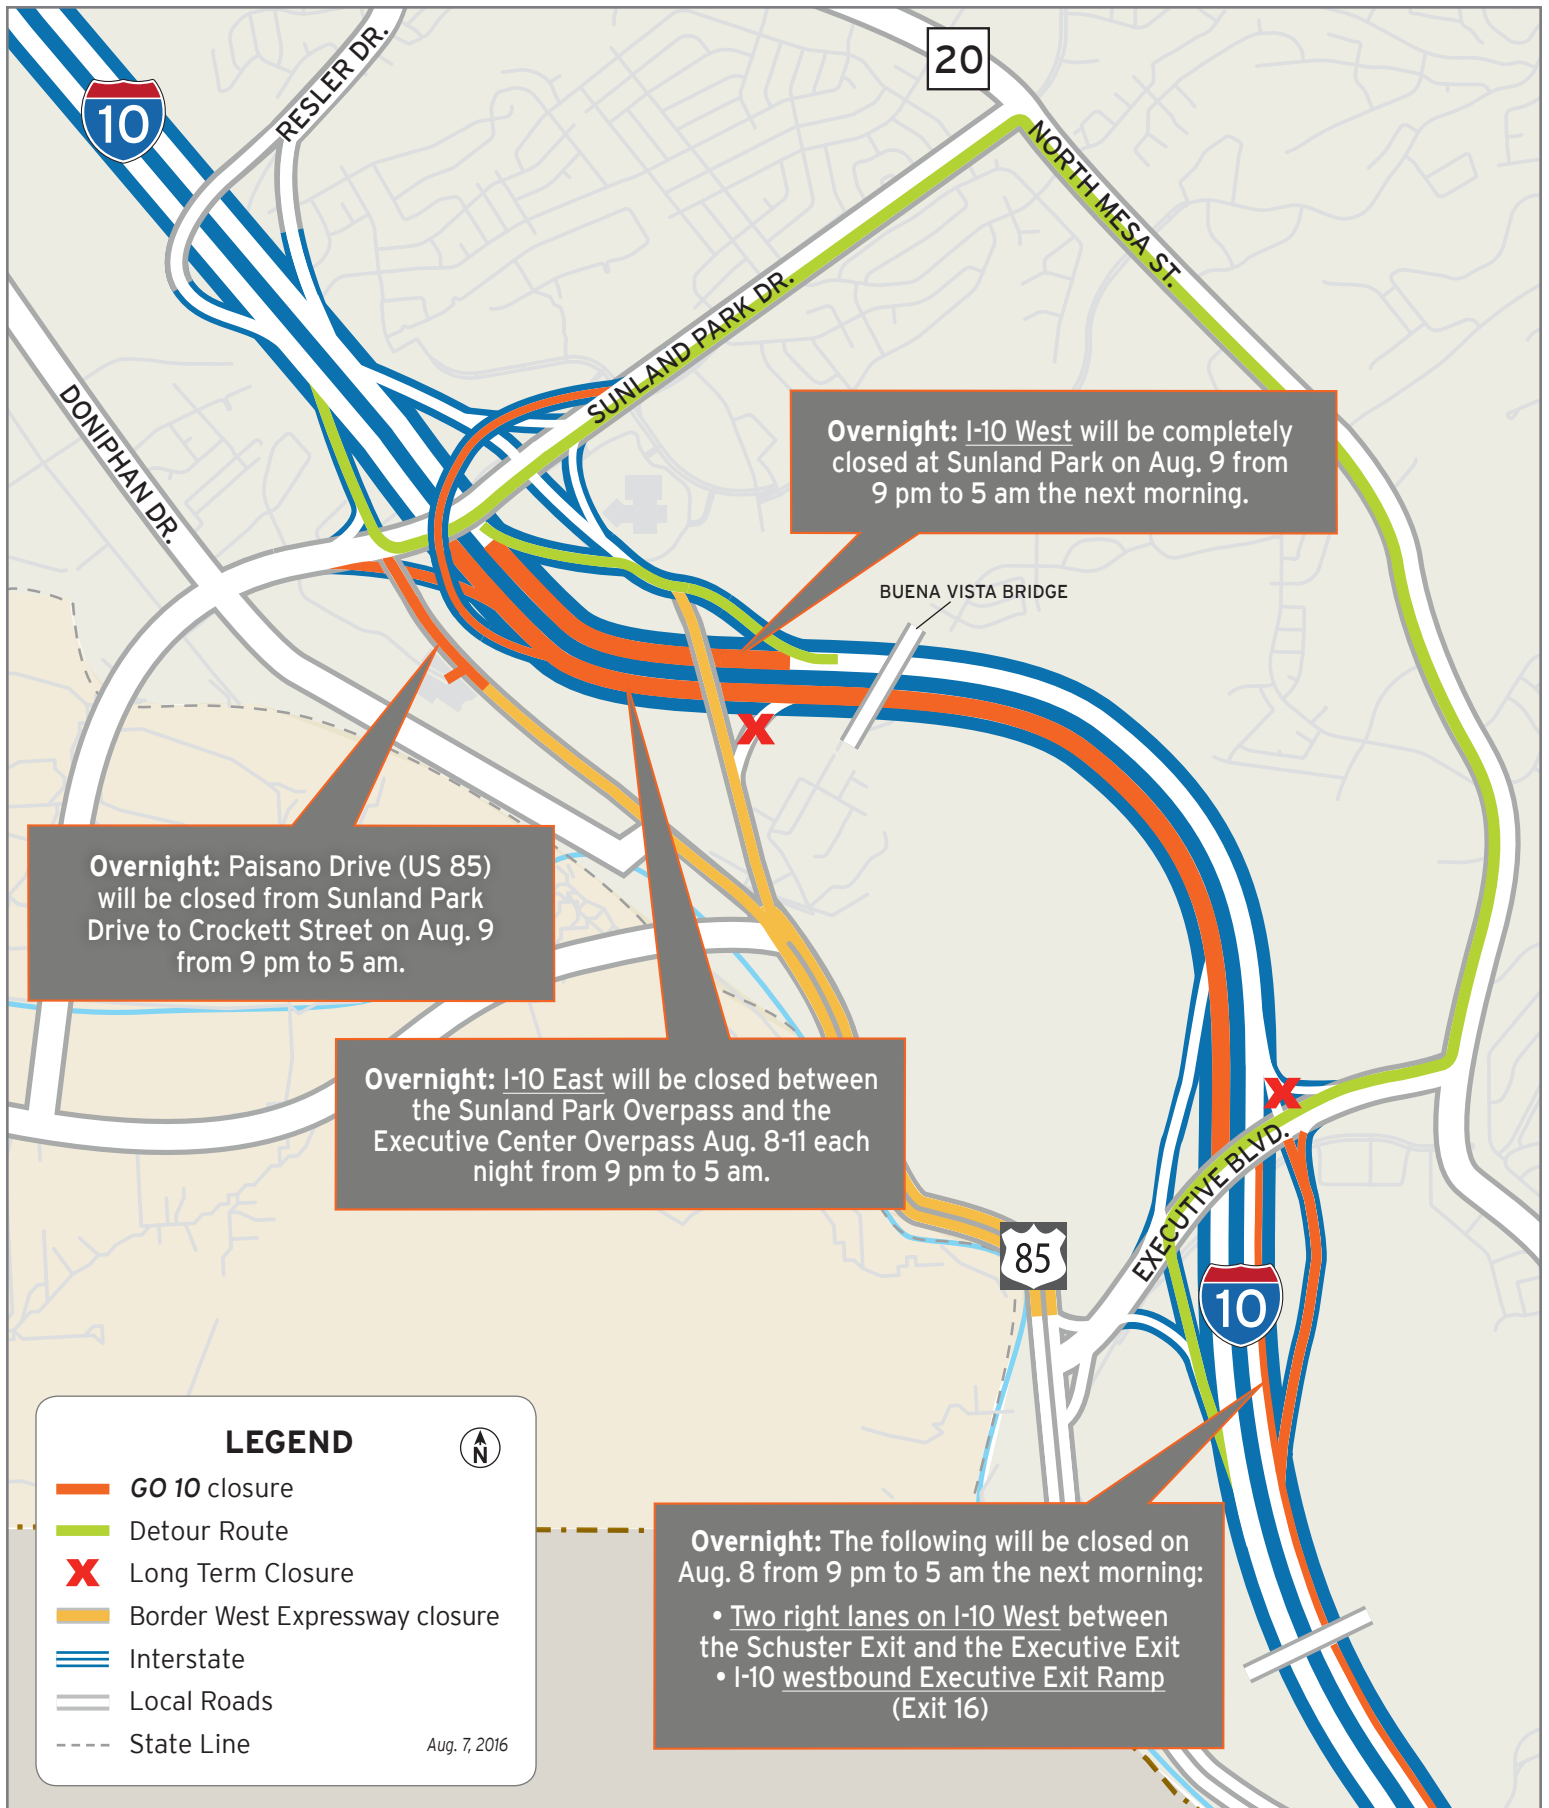 20
10
RESLER DR.
NORTH MESA ST.
SUNLAND PARK DR.
DONIPHAN DR.
Overnight: I-10 West will be completely
closed at Sunland Park on Aug. 9 from
9 pm to 5 am the next morning.
BUENA VISTA BRIDGE
X
Overnight: Paisano Drive (US 85)
will be closed from Sunland Park
Drive to Crockett Street on Aug. 9
from 9 pm to 5 am.
Overnight: I-10 East will be closed between
the Sunland Park Overpass and the
Executive Center Overpass Aug. 8-11 each
night from 9 pm to 5 am.
X
EXECUTIVE BLVD.
85
10
LEGEND
N
GO 10 closure
Detour Route
X Long Term Closure
Border West Expressway closure
Interstate
Local Roads
State Line
Aug. 7, 2016
Overnight: The following will be closed on
Aug. 8 from 9 pm to 5 am the next morning:
• Two right lanes on I-10 West between
the Schuster Exit and the Executive Exit
• I-10 westbound Executive Exit Ramp
(Exit 16)